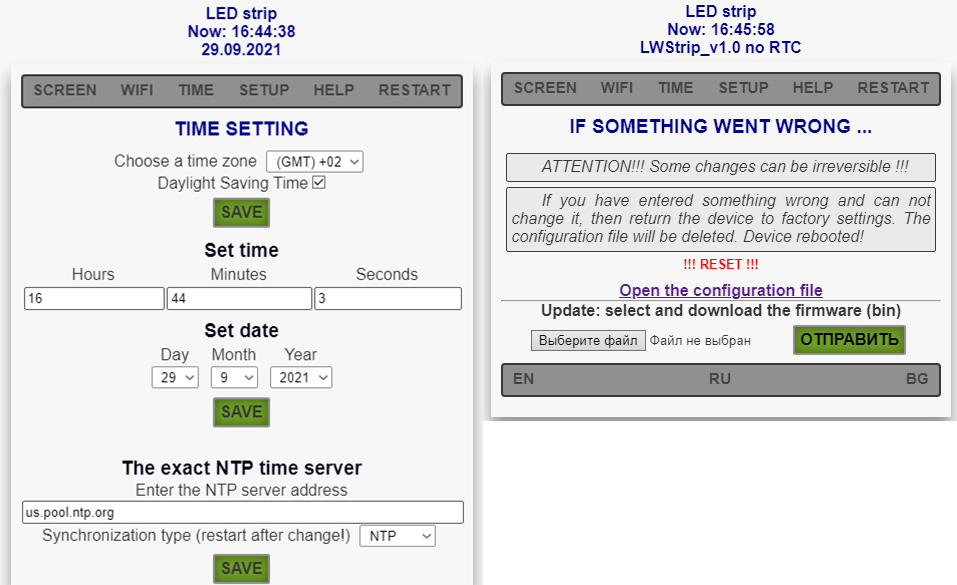 LED strip
Now: 16:44:38
29.09.2021
SCREEN WIFI TIME SETUP HELP RESTART
TIME SETTING
Choose a time zone (GMT) +02
Daylight Saving Time
SAVE
Set time
Hours Minutes Seconds
16 44 3
Set date
Day Month Year
29 9 2021
SAVE
The exact NTP time server
Enter the NTP server address
us.pool.ntp.org
Synchronization type (restart after change!) NTP
SAVE
LED strip
Now: 16:45:58
LWStrip_v1.0 no RTC
SCREEN WIFI TIME SETUP HELP RESTART
IF SOMETHING WENT WRONG ...
ATTENTION!!! Some changes can be irreversible !!!
If you have entered something wrong and can not
change it, then return the device to factory settings. The
configuration file will be deleted. Device rebooted!
!!! RESET !!!
Open the configuration file
Update: select and download the firmware (bin)
Выберите файл Файл не выбран ОТПРАВИТЬ
EN RU BG